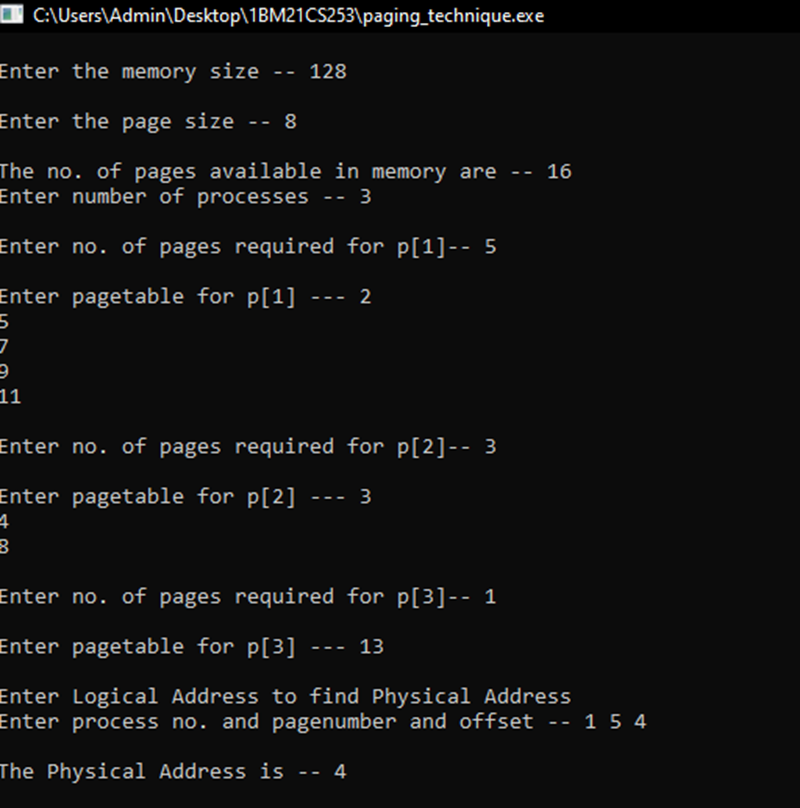 C:\Users\Admin\Desktop\1BM21CS253\paging_technique.exe
Enter the memory size -- 128
Enter the page size -- 8
The no. of pages available in memory are -- 16
Enter number of processes -- 3
Enter no. of pages required for p[1]-- 5
Enter pagetable for p[1] --- 2
5
7
9
11
Enter no. of pages required for p[2]-- 3
Enter pagetable for p[2] --- 3
4
8
Enter no. of pages required for p[3]-- 1
Enter pagetable for p[3] --- 13
Enter Logical Address to find Physical Address
Enter process no. and pagenumber and offset -- 1 5 4
The Physical Address is -- 4